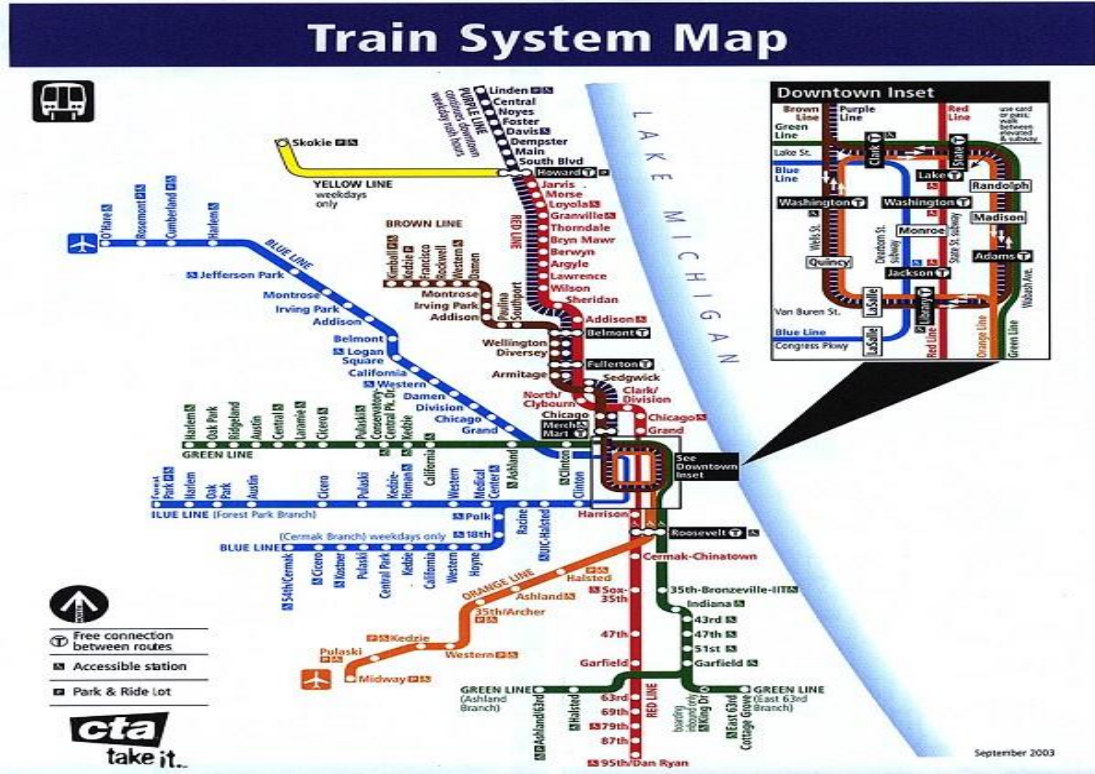 Train System Map
Linden
Central
Noyes
Foster
Davis
Dempster
Main
South Blvd
Howard T
PURPLE LINE
continues downtown
weekday rush hours
Skokie
YELLOW LINE
weekdays
only
LAKE MICHIGAN
Jarvis
Morse
Loyola
Granville
Thorndale
Bryn Mawr
Berwyn
Argyle
Lawrence
Wilson
Sheridan
Addison
Belmont T
Fullerton T
RED LINE
BROWN LINE
Kimball
Kedzie
Francisco
Rockwell
Western
Damen
Montrose
Irving Park
Addison
Paulina
Southport
Wellington
Diversey
Armitage
Sedgwick
North/
Clybourn
Clark/
Division
Chicago
Chicago
Merch
Mart T
Grand
O'Hare
Rosemont
Cumberland
Harlem
BLUE LINE
Jefferson Park
Montrose
Irving Park
Addison
Belmont
Logan
Square
California
Western
Damen
Division
Chicago
Grand
Harlem
Oak Park
Ridgeland
Austin
Central
Laramie
Cicero
Pulaski
Conservatory-
Central Pk. Dr.
Kedzie
California
Ashland
Clinton
GREEN LINE
See
Downtown
Inset
Forest
Park
Harlem
Oak
Park
Austin
Cicero
Pulaski
Kedzie-
Homan
Western
Medical
Center
Racine
UIC-Halsted
Clinton
BLUE LINE (Forest Park Branch)
Polk
18th
(Cermak Branch) weekdays only
BLUE LINE
54th/Cermak
Cicero
Kostner
Pulaski
Central Park
Kedzie
California
Western
Hoyne
Harrison
Roosevelt T
Cermak-Chinatown
Sox-
35th
47th
Garfield
63rd
69th
79th
87th
95th/Dan Ryan
RED LINE
ORANGE LINE
Halsted
Ashland
35th/Archer
Western
Kedzie
Pulaski
Midway
35th-Bronzeville-IIT
Indiana
43rd
47th
51st
Garfield
GREEN LINE
(Ashland
Branch)
Ashland/63rd
Halsted
boarding
inbound only
King Dr
East 63rd
Cottage Grove
GREEN LINE
(East 63rd
Branch)
Downtown Inset
Brown
Line
Purple
Line
Red
Line
use card
or pass;
walk
between
elevated
& subway
Green
Line
Lake St.
Blue
Line
Clark T
State T
Lake T
Randolph
Washington T
Washington T
Madison
Monroe
Wells St.
Dearborn St.
subway
State St. subway
Quincy
Adams T
Jackson T
Wabash Ave.
LaSalle
Library T
Van Buren St.
Blue Line
Congress Pkwy
LaSalle
Red Line
Orange Line
Green Line
NORTH
T Free connection
between routes
Accessible station
P Park & Ride Lot
cta
take it.
September 2003